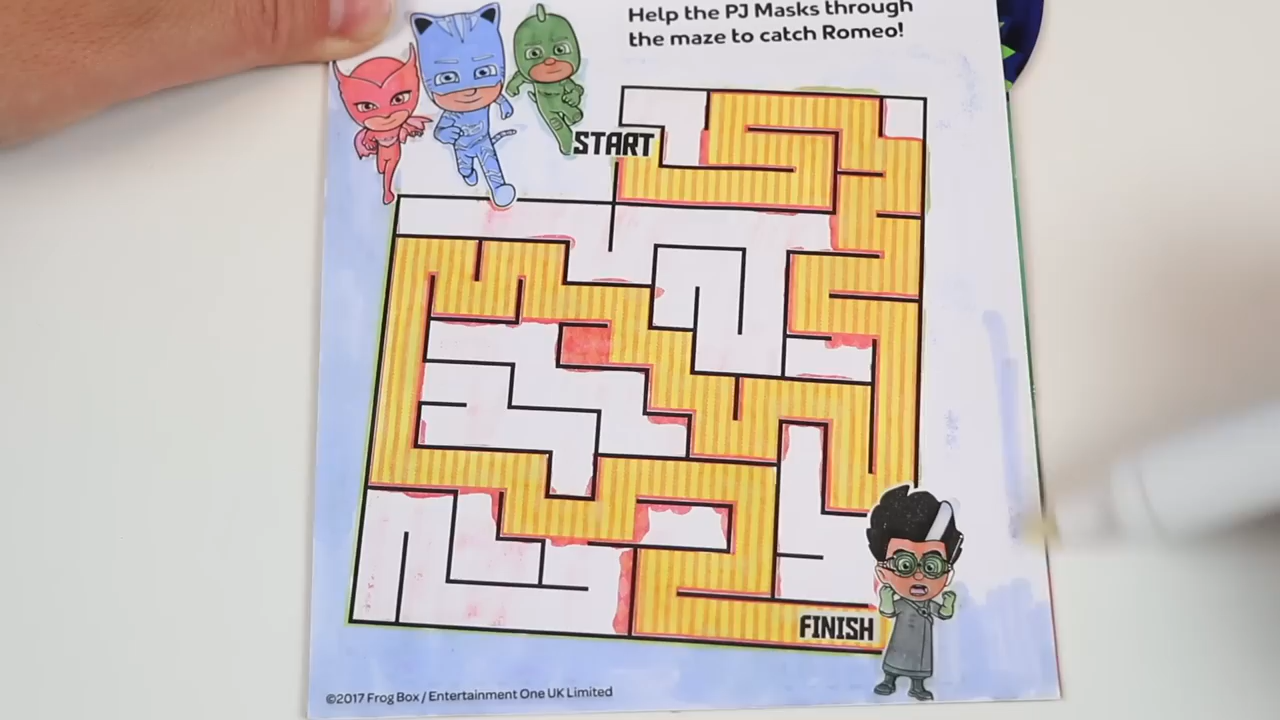 Help the PJ Masks through
the maze to catch Romeo!
START
FINISH
©2017 Frog Box / Entertainment One UK Limited